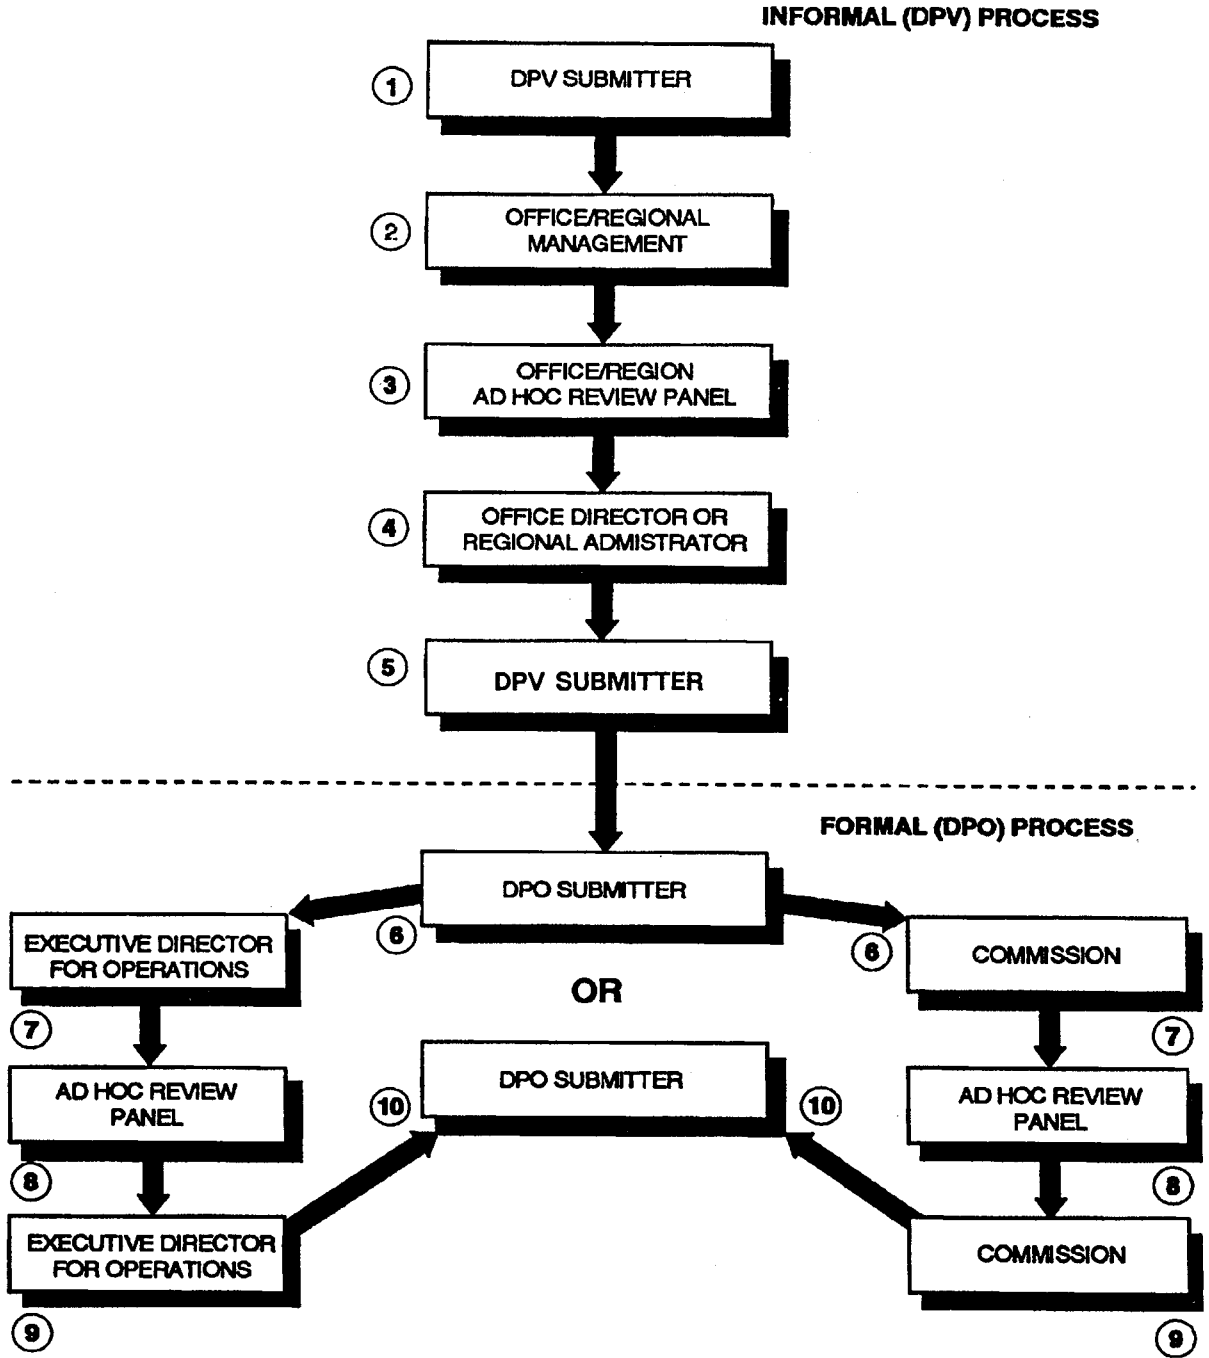 INFORMAL (DPV) PROCESS
1
DPV SUBMITTER
2
OFFICE/REGIONAL
MANAGEMENT
3
OFFICE/REGION
AD HOC REVIEW PANEL
4
OFFICE DIRECTOR OR
REGIONAL ADMISTRATOR
5
DPV SUBMITTER
FORMAL (DPO) PROCESS
DPO SUBMITTER
6
6
EXECUTIVE DIRECTOR
FOR OPERATIONS
COMMISSION
OR
7
7
AD HOC REVIEW
PANEL
DPO SUBMITTER
10
10
AD HOC REVIEW
PANEL
8
8
EXECUTIVE DIRECTOR
FOR OPERATIONS
COMMISSION
9
9